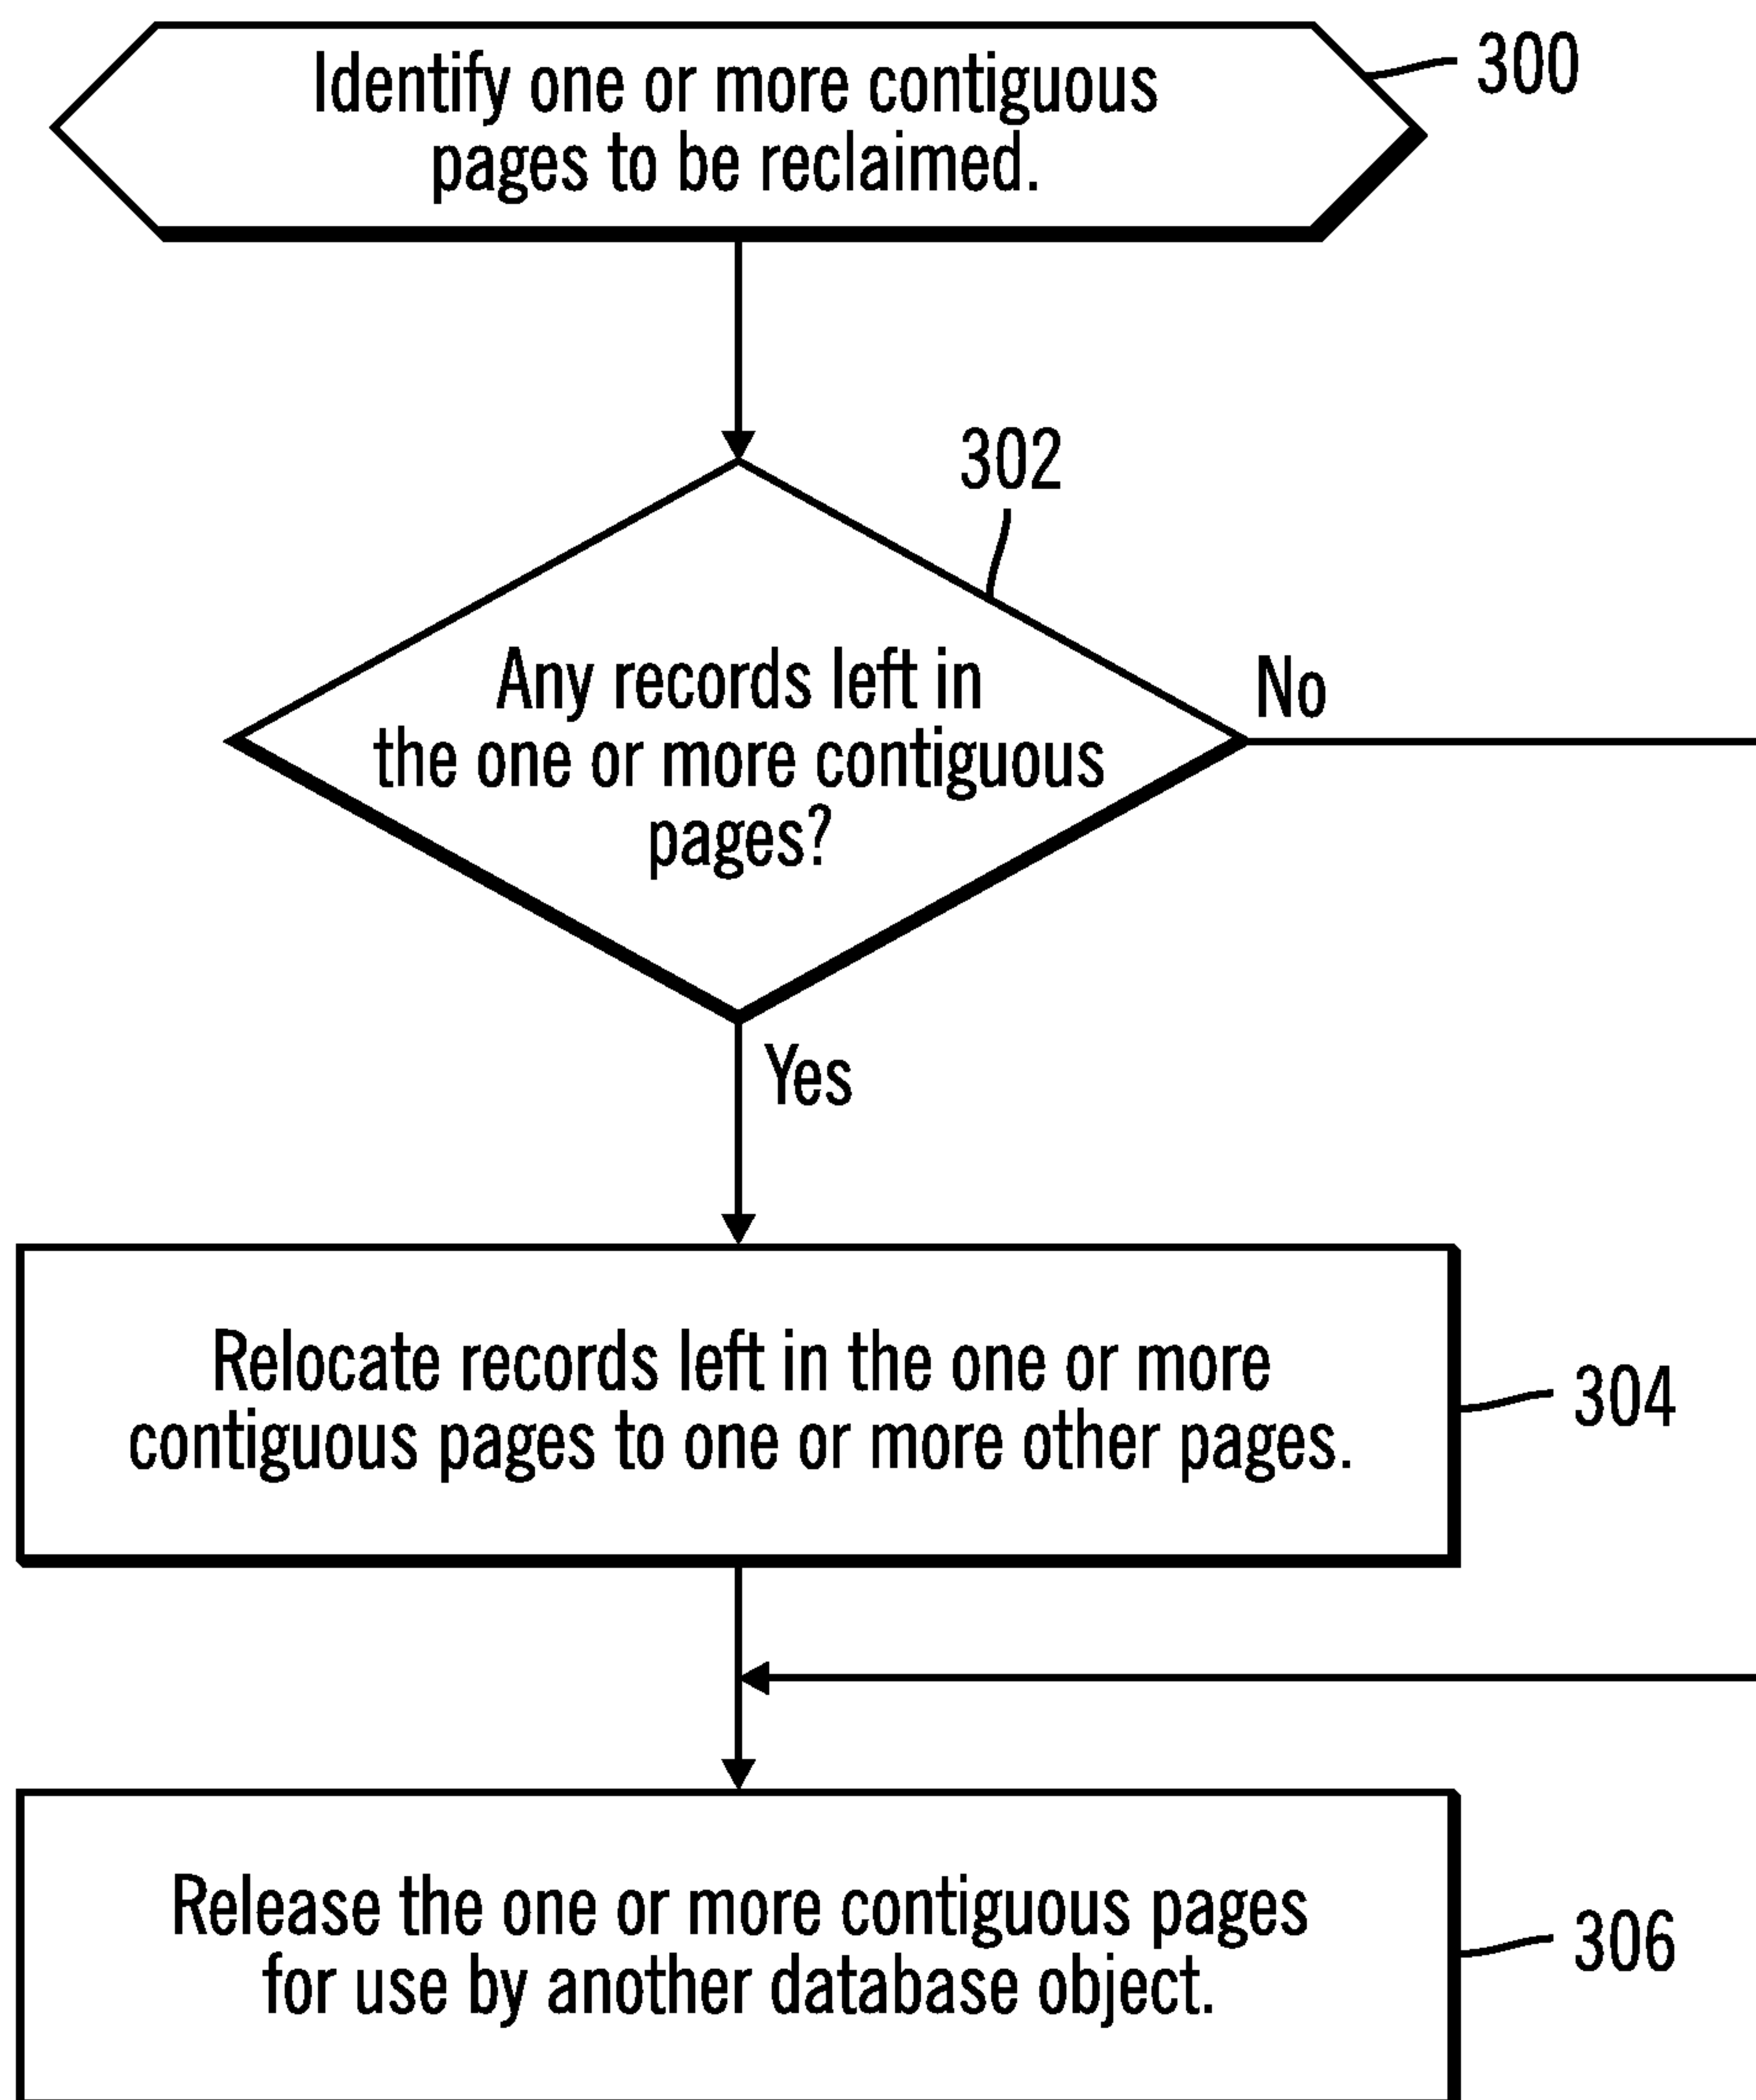 Identify one or more contiguous
pages to be reclaimed.
300
302
Any records left in
the one or more contiguous
pages?
No
Yes
Relocate records left in the one or more
contiguous pages to one or more other pages.
304
Release the one or more contiguous pages
for use by another database object.
306